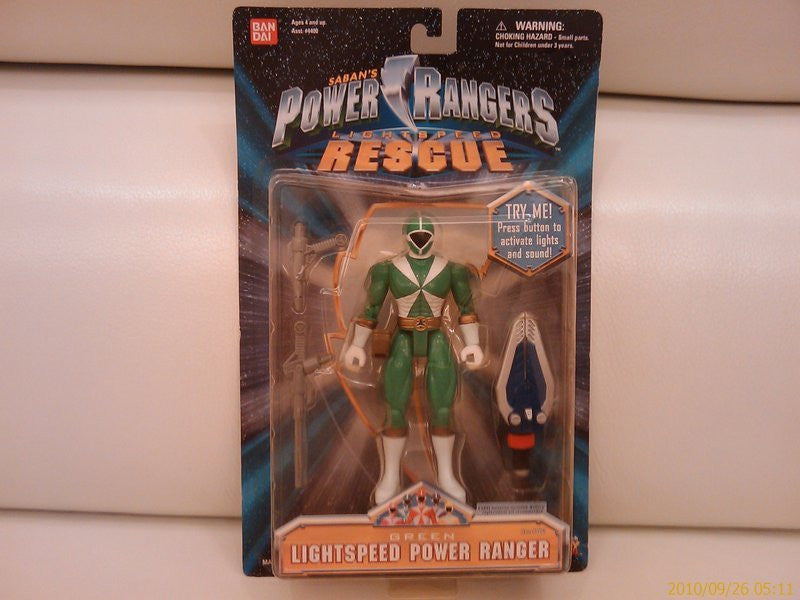 BAN
DAI
Ages 4 and up.
Asst. #4400
WARNING:
CHOKING HAZARD - Small parts.
Not for Children under 3 years.
SABAN'S
POWER RANGERS
LIGHTSPEED
RESCUE
TRY ME!
Press button to
activate lights
and sound!
GREEN
LIGHTSPEED POWER RANGER
2010/09/26 05:11